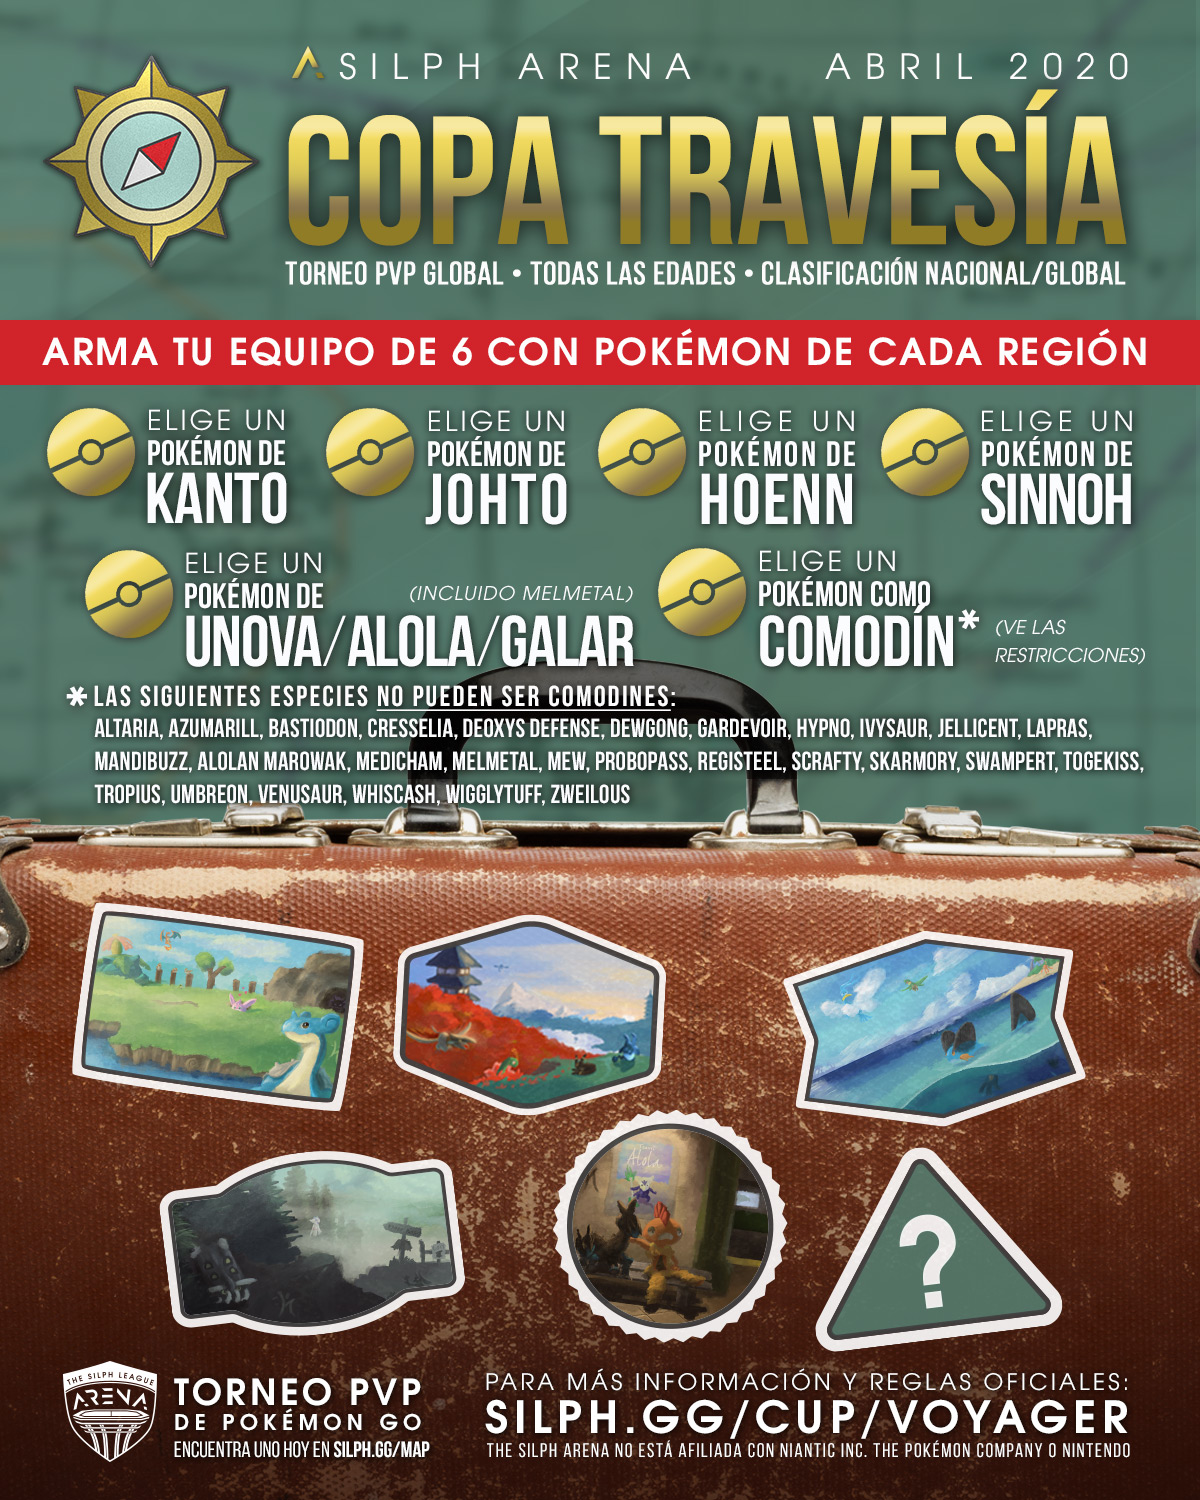 SILPH ARENA ABRIL 2020
COPA TRAVESÍA
TORNEO PVP GLOBAL • TODAS LAS EDADES • CLASIFICACIÓN NACIONAL/GLOBAL
ARMA TU EQUIPO DE 6 CON POKÉMON DE CADA REGIÓN
ELIGE UN
POKÉMON DE
KANTO
ELIGE UN
POKÉMON DE
JOHTO
ELIGE UN
POKÉMON DE
HOENN
ELIGE UN
POKÉMON DE
SINNOH
ELIGE UN
POKÉMON DE (INCLUIDO MELMETAL)
UNOVA/ALOLA/GALAR
ELIGE UN
POKÉMON COMO
COMODÍN* (VE LAS
RESTRICCIONES)
* LAS SIGUIENTES ESPECIES NO PUEDEN SER COMODINES:
ALTARIA, AZUMARILL, BASTIODON, CRESSELIA, DEOXYS DEFENSE, DEWGONG, GARDEVOIR, HYPNO, IVYSAUR, JELLICENT, LAPRAS,
MANDIBUZZ, ALOLAN MAROWAK, MEDICHAM, MELMETAL, MEW, PROBOPASS, REGISTEEL, SCRAFTY, SKARMORY, SWAMPERT, TOGEKISS,
TROPIUS, UMBREON, VENUSAUR, WHISCASH, WIGGLYTUFF, ZWEILOUS
Alola
?
THE SILPH LEAGUE
ARENA
TORNEO PVP
DE POKÉMON GO
ENCUENTRA UNO HOY EN SILPH.GG/MAP
PARA MÁS INFORMACIÓN Y REGLAS OFICIALES:
SILPH.GG/CUP/VOYAGER
THE SILPH ARENA NO ESTÁ AFILIADA CON NIANTIC INC. THE POKÉMON COMPANY O NINTENDO